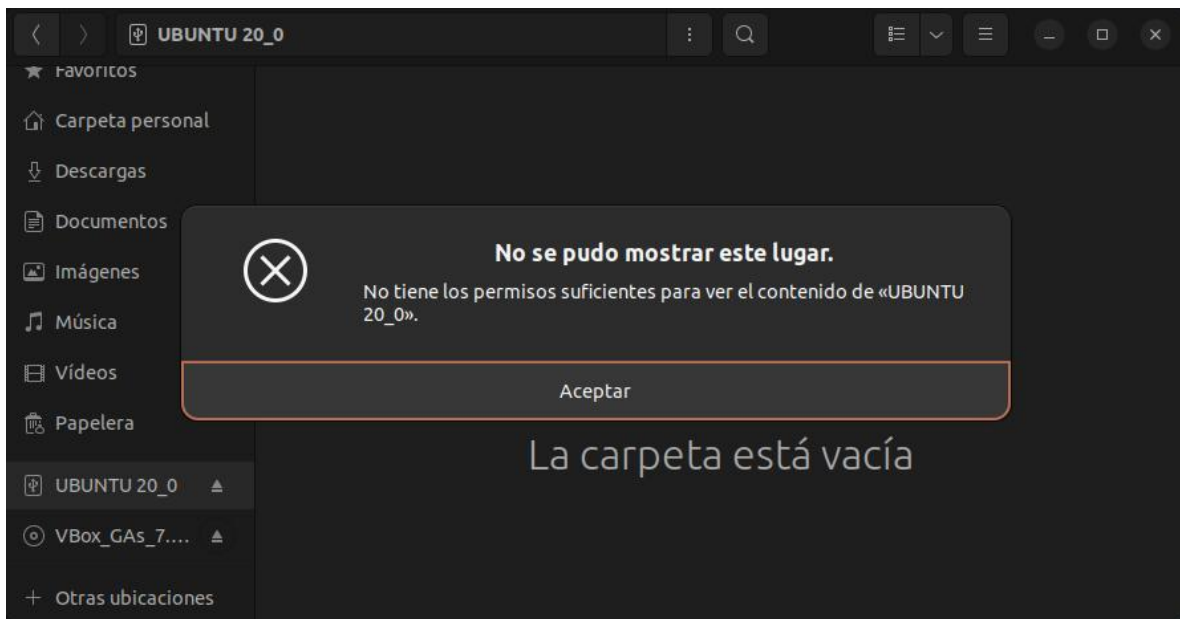 UBUNTU 20_0
Favoritos
Carpeta personal
Descargas
Documentos
Imágenes
Música
Vídeos
Papelera
UBUNTU 20_0
VBox_GAs_7....
Otras ubicaciones
No se pudo mostrar este lugar.
No tiene los permisos suficientes para ver el contenido de «UBUNTU
20_0».
Aceptar
La carpeta está vacía